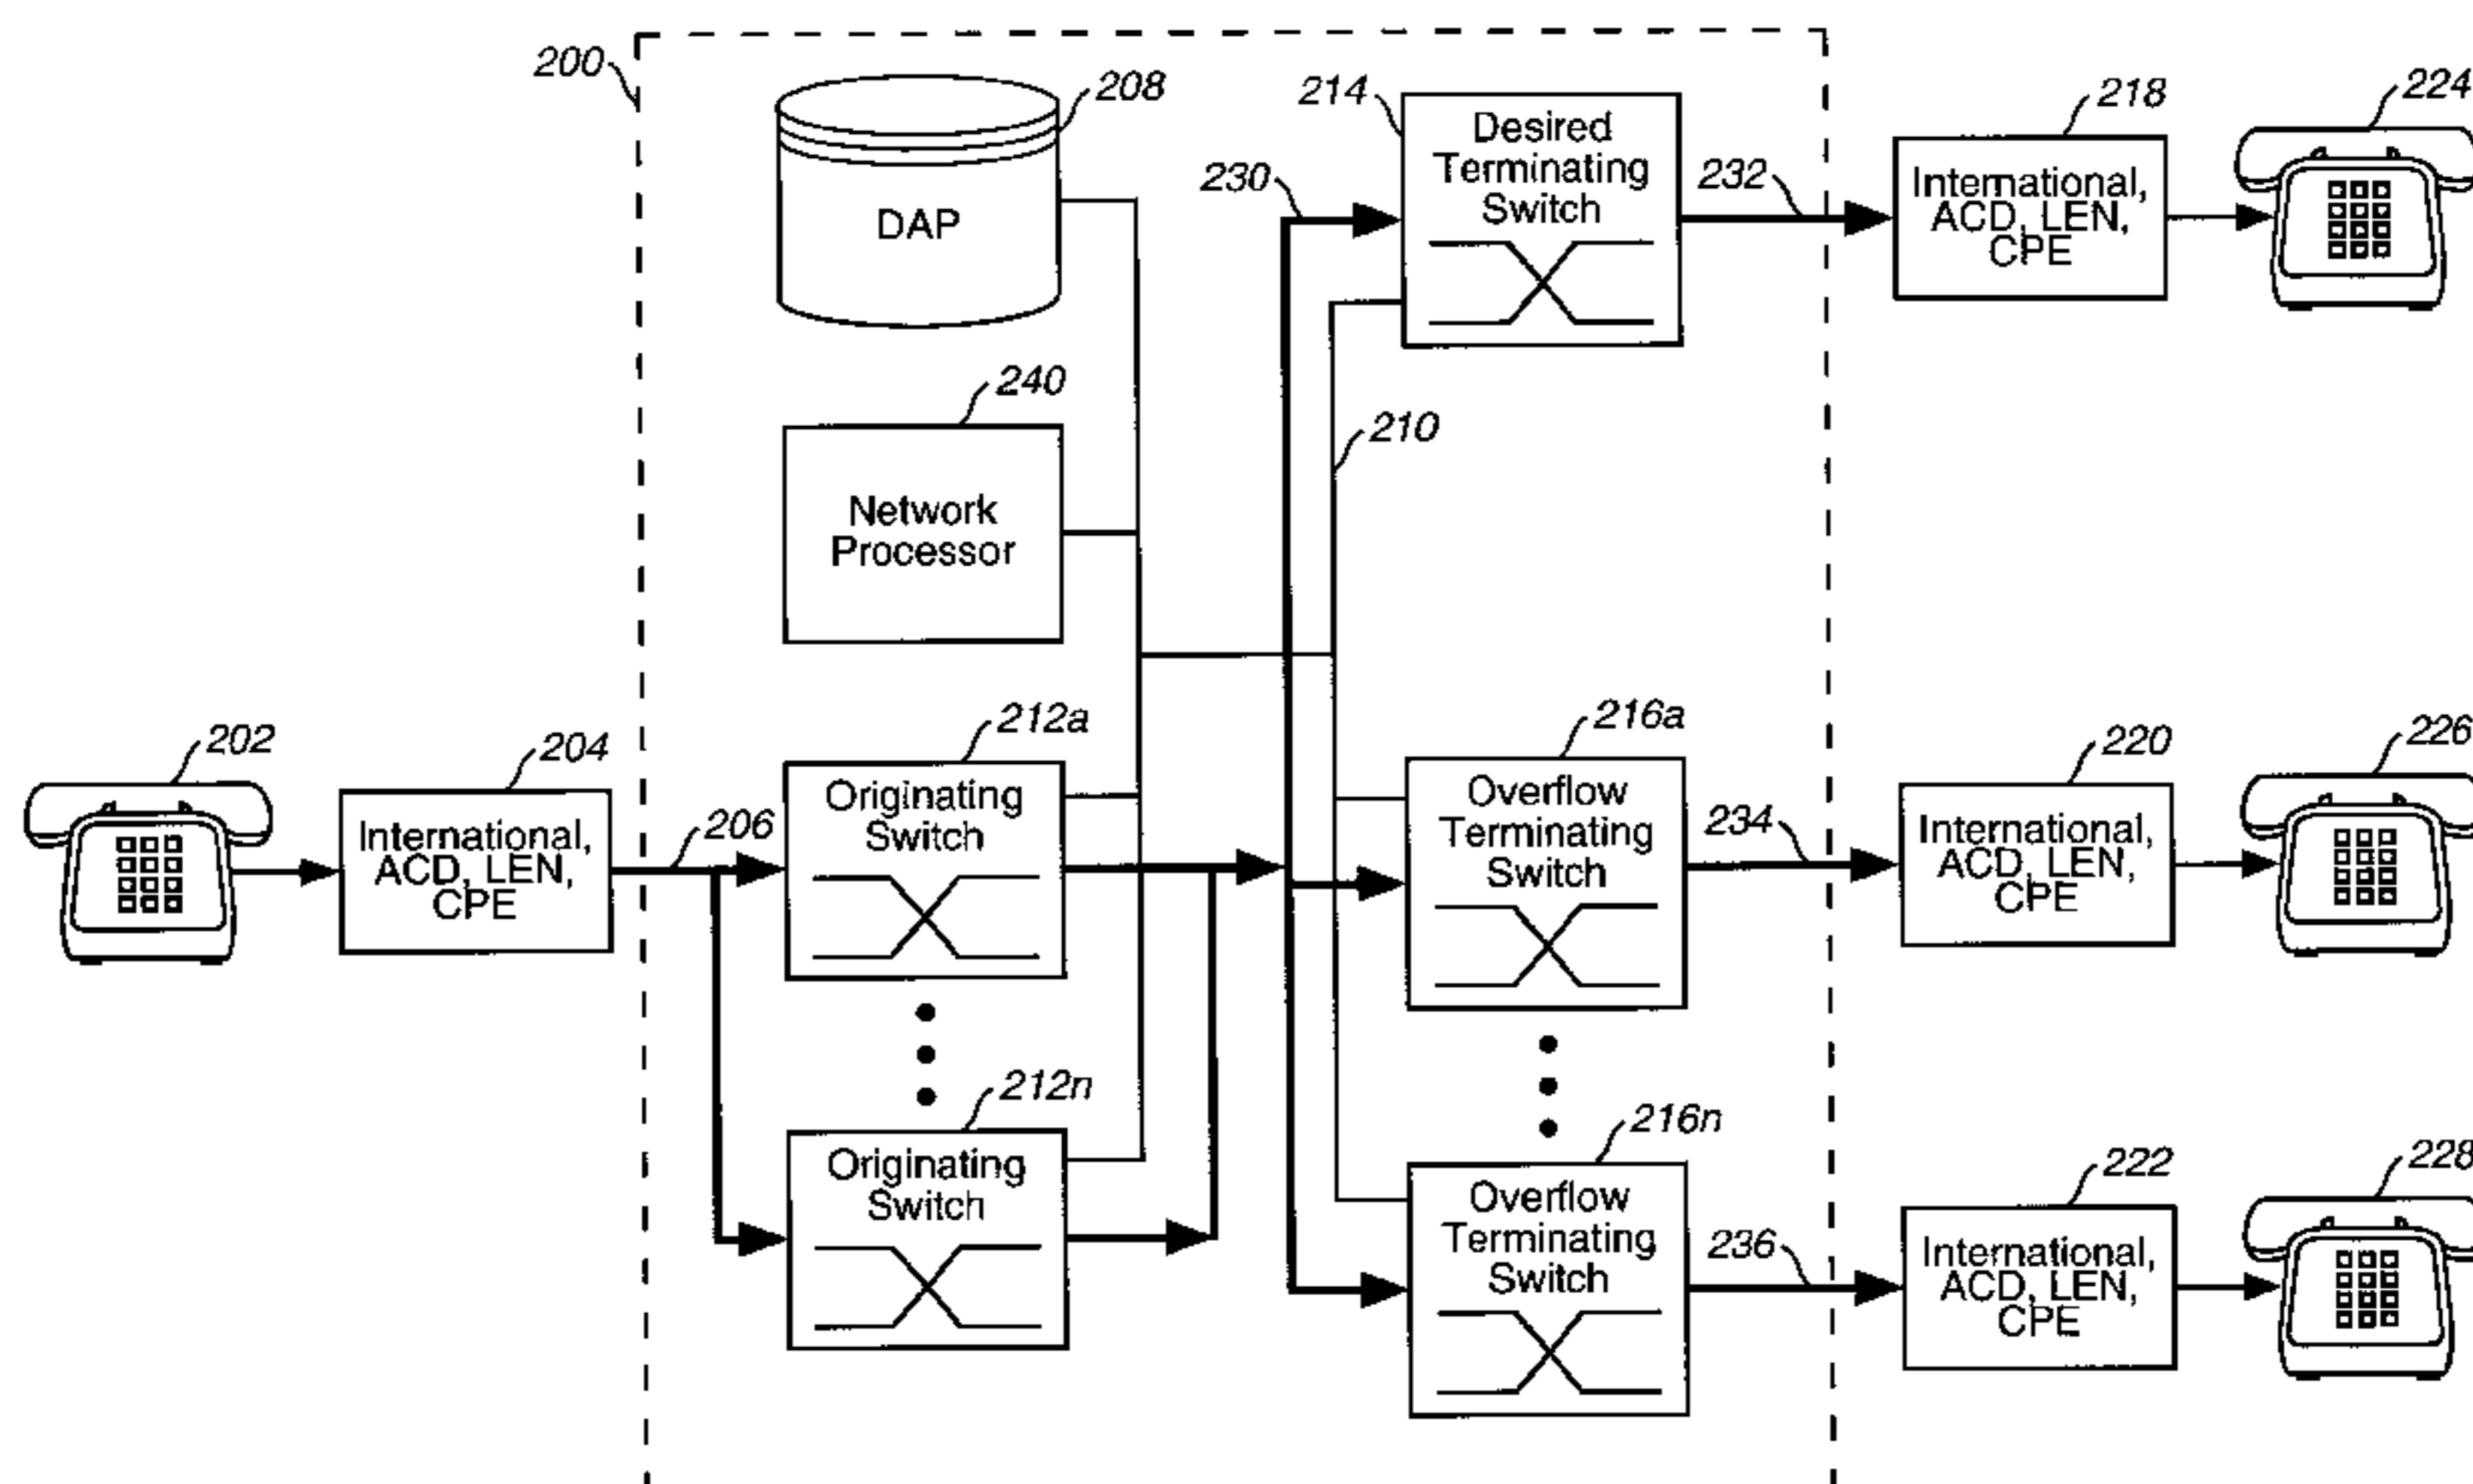 200
208
DAP
240
Network
Processor
202
204
International,
ACD, LEN,
CPE
206
212a
Originating
Switch
212n
Originating
Switch
230
214
Desired
Terminating
Switch
232
210
216a
Overflow
Terminating
Switch
234
216n
Overflow
Terminating
Switch
236
218
International,
ACD, LEN,
CPE
224
220
International,
ACD, LEN,
CPE
226
222
International,
ACD, LEN,
CPE
228